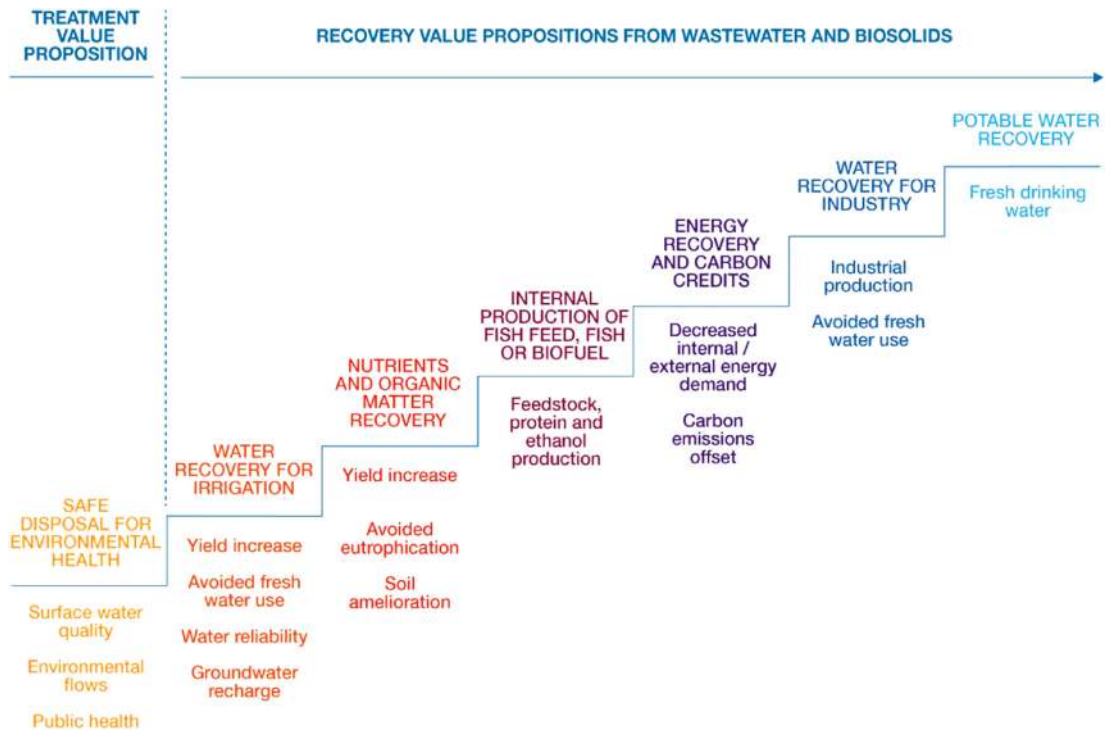 TREATMENT
VALUE
PROPOSITION
RECOVERY VALUE PROPOSITIONS FROM WASTEWATER AND BIOSOLIDS
SAFE
DISPOSAL FOR
ENVIRONMENTAL
HEALTH
Surface water
quality
Environmental
flows
Public health
WATER
RECOVERY FOR
IRRIGATION
Yield increase
Avoided fresh
water use
Water reliability
Groundwater
recharge
NUTRIENTS
AND ORGANIC
MATTER
RECOVERY
Yield increase
Avoided
eutrophication
Soil
amelioration
INTERNAL
PRODUCTION OF
FISH FEED, FISH
OR BIOFUEL
Feedstock,
protein and
ethanol
production
ENERGY
RECOVERY
AND CARBON
CREDITS
Decreased
internal /
external energy
demand
Carbon
emissions
offset
WATER
RECOVERY FOR
INDUSTRY
Industrial
production
Avoided fresh
water use
POTABLE WATER
RECOVERY
Fresh drinking
water